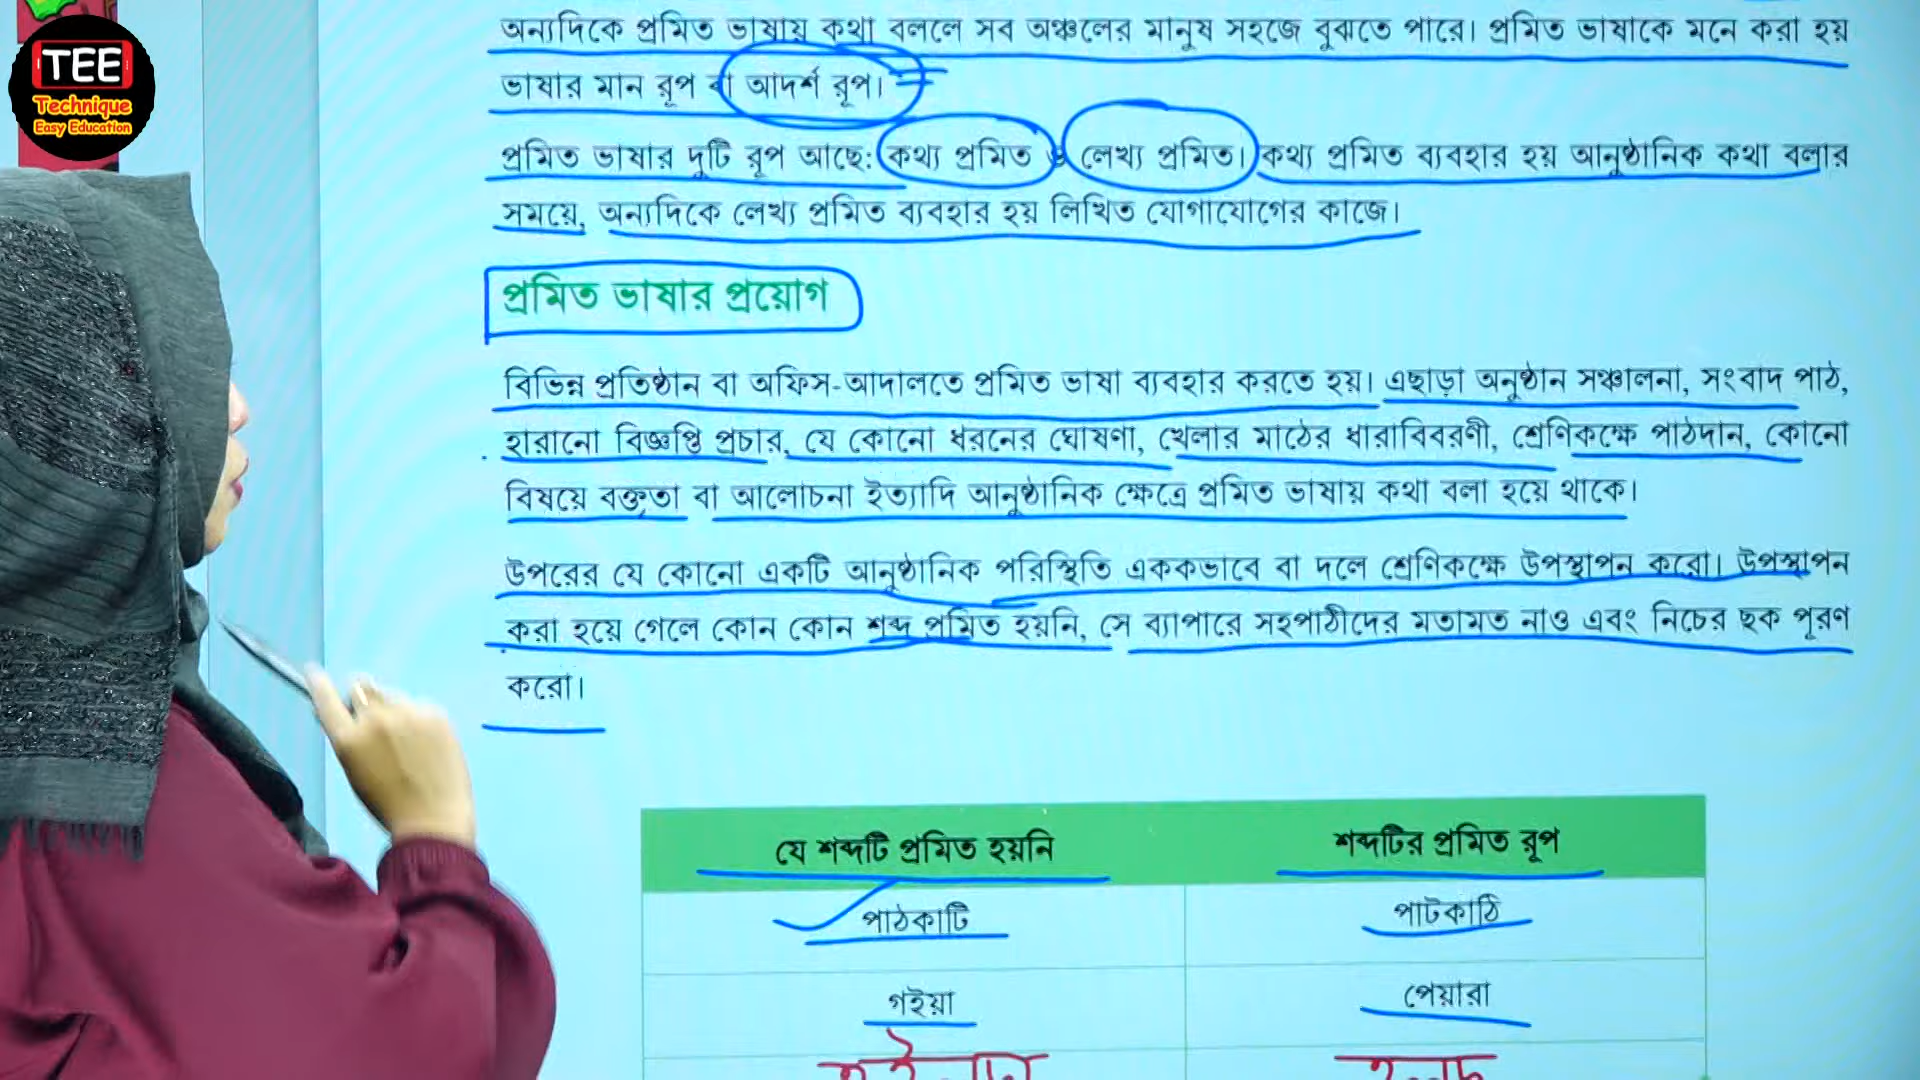 TEE
Technique
Easy Education
অন্যদিকে প্রমিত ভাষায় কথা বললে সব অঞ্চলের মানুষ সহজে বুঝতে পারে। প্রমিত ভাষাকে মনে করা হয়
ভাষার মান রূপ বা আদর্শ রূপ।
প্রমিত ভাষার দুটি রূপ আছে: কথ্য প্রমিত ও লেখ্য প্রমিত। কথ্য প্রমিত ব্যবহার হয় আনুষ্ঠানিক কথা বলার
সময়ে, অন্যদিকে লেখ্য প্রমিত ব্যবহার হয় লিখিত যোগাযোগের কাজে।
প্রমিত ভাষার প্রয়োগ
বিভিন্ন প্রতিষ্ঠান বা অফিস-আদালতে প্রমিত ভাষা ব্যবহার করতে হয়। এছাড়া অনুষ্ঠান সঞ্চালনা, সংবাদ পাঠ,
হারানো বিজ্ঞপ্তি প্রচার, যে কোনো ধরনের ঘোষণা, খেলার মাঠের ধারাবিবরণী, শ্রেণিকক্ষে পাঠদান, কোনো
বিষয়ে বক্তৃতা বা আলোচনা ইত্যাদি আনুষ্ঠানিক ক্ষেত্রে প্রমিত ভাষায় কথা বলা হয়ে থাকে।
উপরের যে কোনো একটি আনুষ্ঠানিক পরিস্থিতি এককভাবে বা দলে শ্রেণিকক্ষে উপস্থাপন করো। উপস্থাপন
করা হয়ে গেলে কোন কোন শব্দ প্রমিত হয়নি, সে ব্যাপারে সহপাঠীদের মতামত নাও এবং নিচের ছক পূরণ
করো।
যে শব্দটি প্রমিত হয়নি শব্দটির প্রমিত রূপ
পাঠকাটি পাটকাঠি
গইয়া পেয়ারা